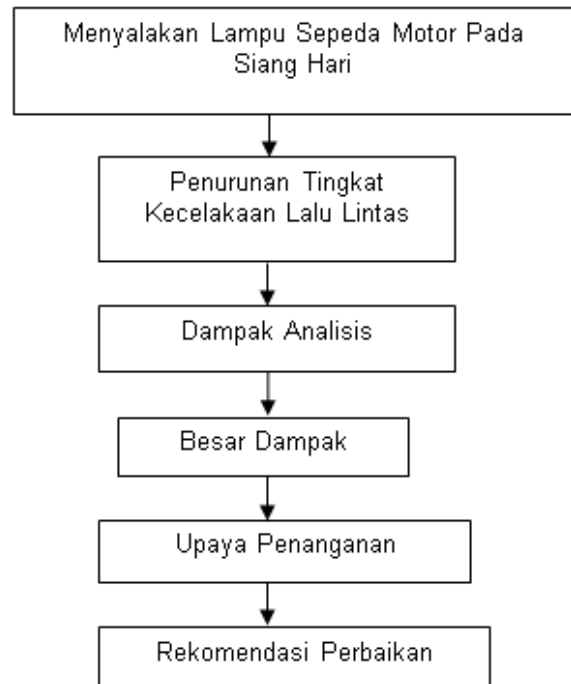 Menyalakan Lampu Sepeda Motor Pada
Siang Hari
Penurunan Tingkat
Kecelakaan Lalu Lintas
Dampak Analisis
Besar Dampak
Upaya Penanganan
Rekomendasi Perbaikan